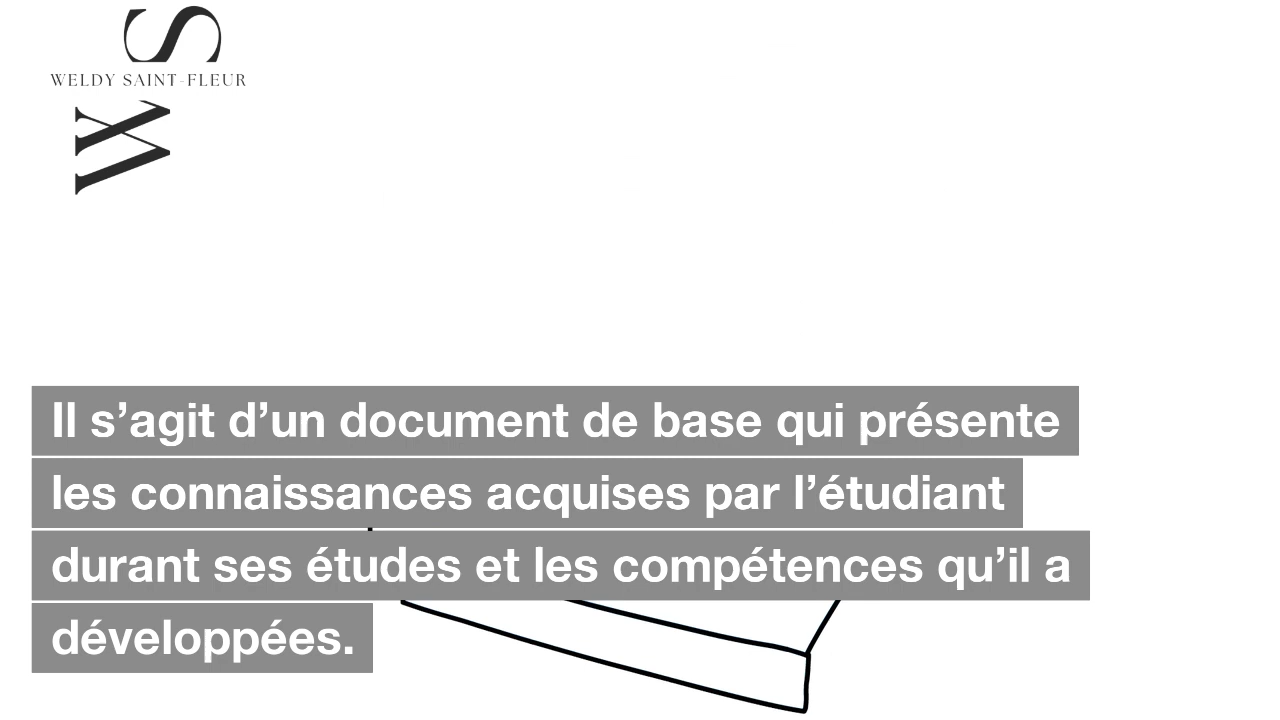 S
WELDY SAINT-FLEUR
W
Il s’agit d’un document de base qui présente
les connaissances acquises par l’étudiant
durant ses études et les compétences qu’il a
développées.